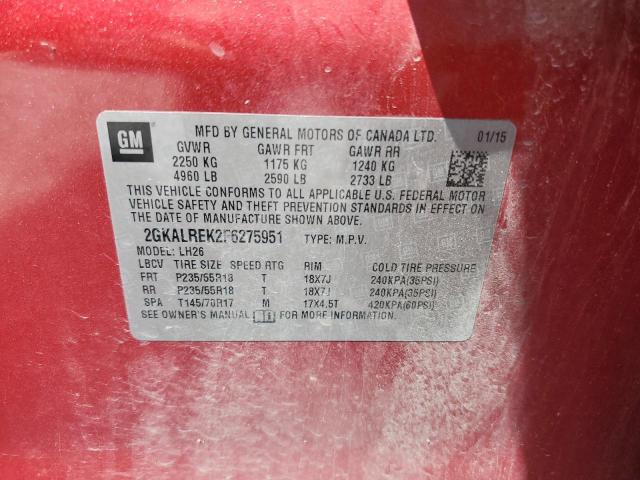 GM
MFD BY GENERAL MOTORS OF CANADA LTD. 01/15
GVWR GAWR FRT GAWR RR
2250 KG 1175 KG 1240 KG
4960 LB 2590 LB 2733 LB
THIS VEHICLE CONFORMS TO ALL APPLICABLE U.S. FEDERAL MOTOR
VEHICLE SAFETY AND THEFT PREVENTION STANDARDS IN EFFECT ON
THE DATE OF MANUFACTURE SHOWN ABOVE.
2GKALREK2F6275951 TYPE: M.P.V.
MODEL: LH26
LBCV TIRE SIZE SPEED RTG RIM COLD TIRE PRESSURE
FRT P235/55R18 T 18X7J 240KPA(35PSI)
RR P235/55R18 T 18X7J 240KPA(35PSI)
SPA T145/70R17 M 17X4.5T 420KPA(60PSI)
SEE OWNER'S MANUAL FOR MORE INFORMATION.